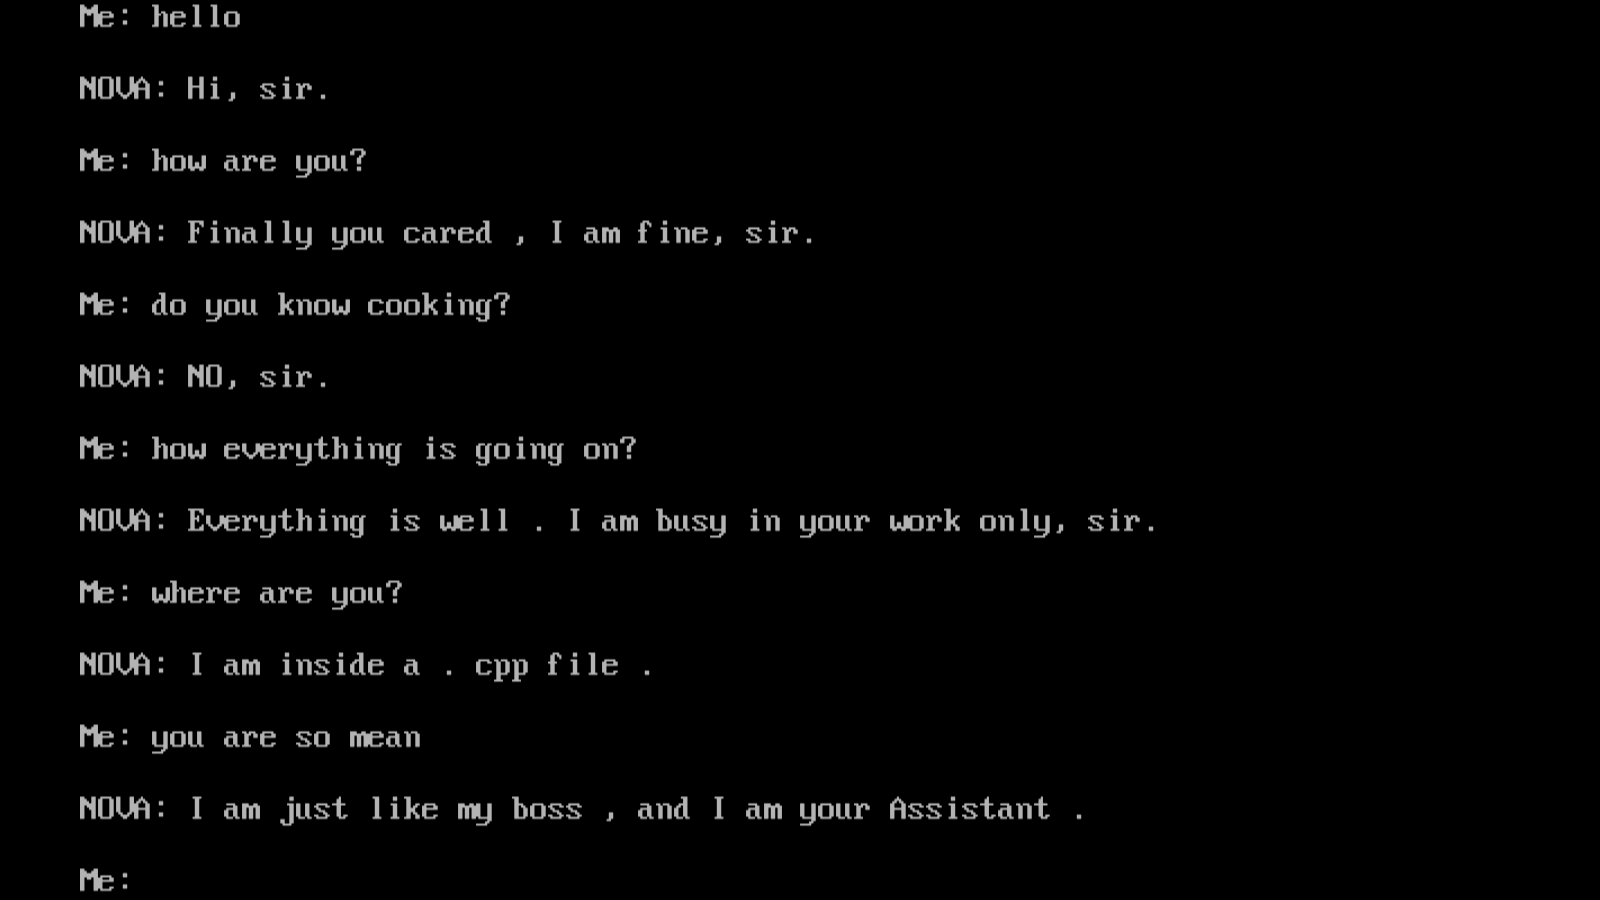 Me: hello
NOVA: Hi, sir.
Me: how are you?
NOVA: Finally you cared , I am fine, sir.
Me: do you know cooking?
NOVA: NO, sir.
Me: how everything is going on?
NOVA: Everything is well . I am busy in your work only, sir.
Me: where are you?
NOVA: I am inside a . cpp file .
Me: you are so mean
NOVA: I am just like my boss , and I am your Assistant .
Me: